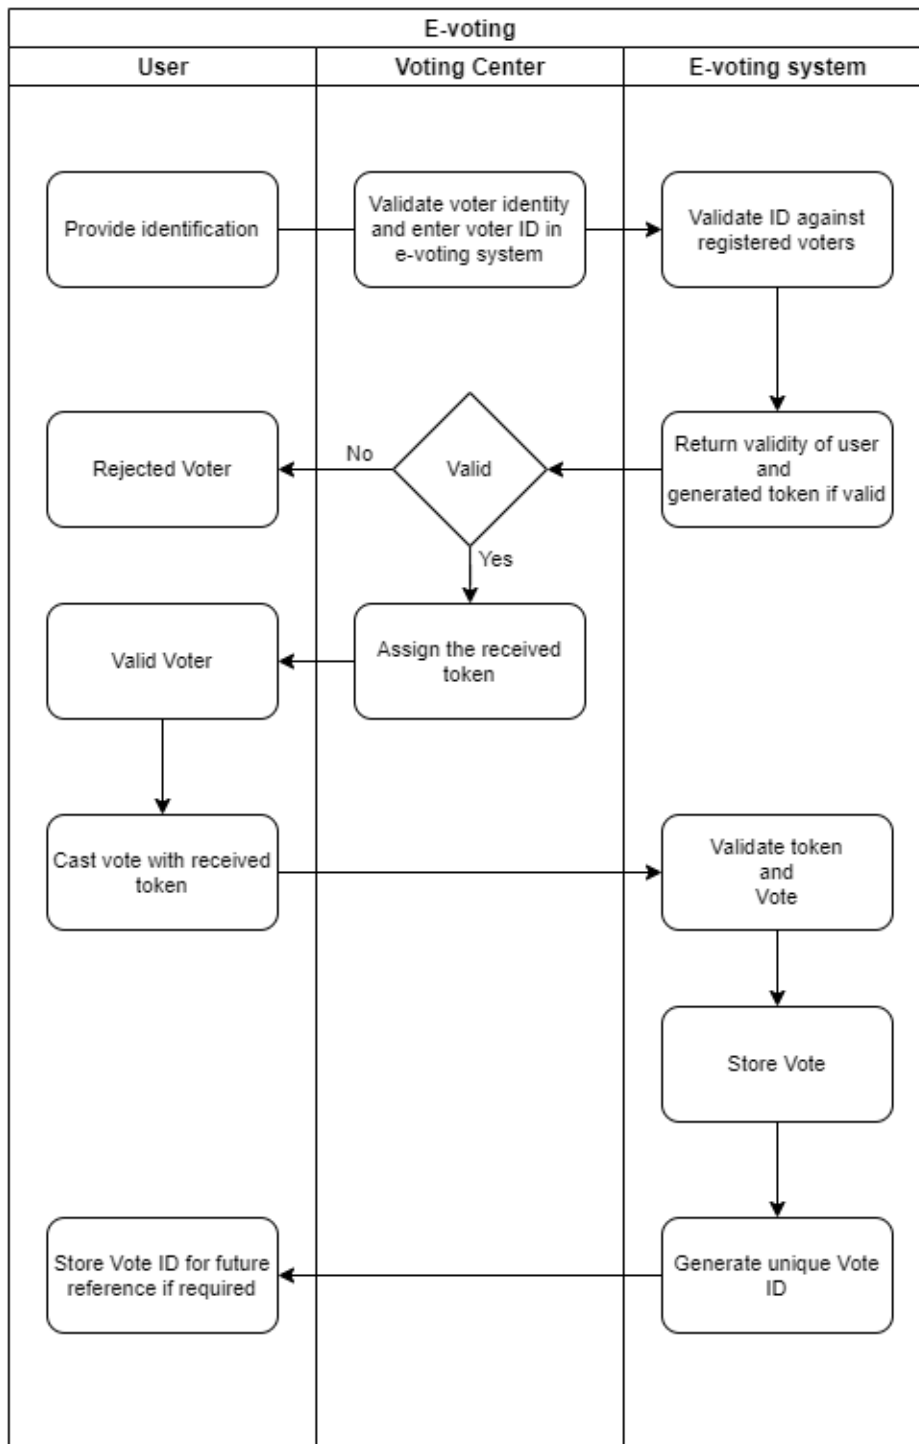 E-voting
User
Voting Center
E-voting system
Provide identification
Validate voter identity
and enter voter ID in
e-voting system
Validate ID against
registered voters
Rejected Voter
No
Valid
Return validity of user
and
generated token if valid
Yes
Valid Voter
Assign the received
token
Cast vote with received
token
Validate token
and
Vote
Store Vote
Store Vote ID for future
reference if required
Generate unique Vote
ID